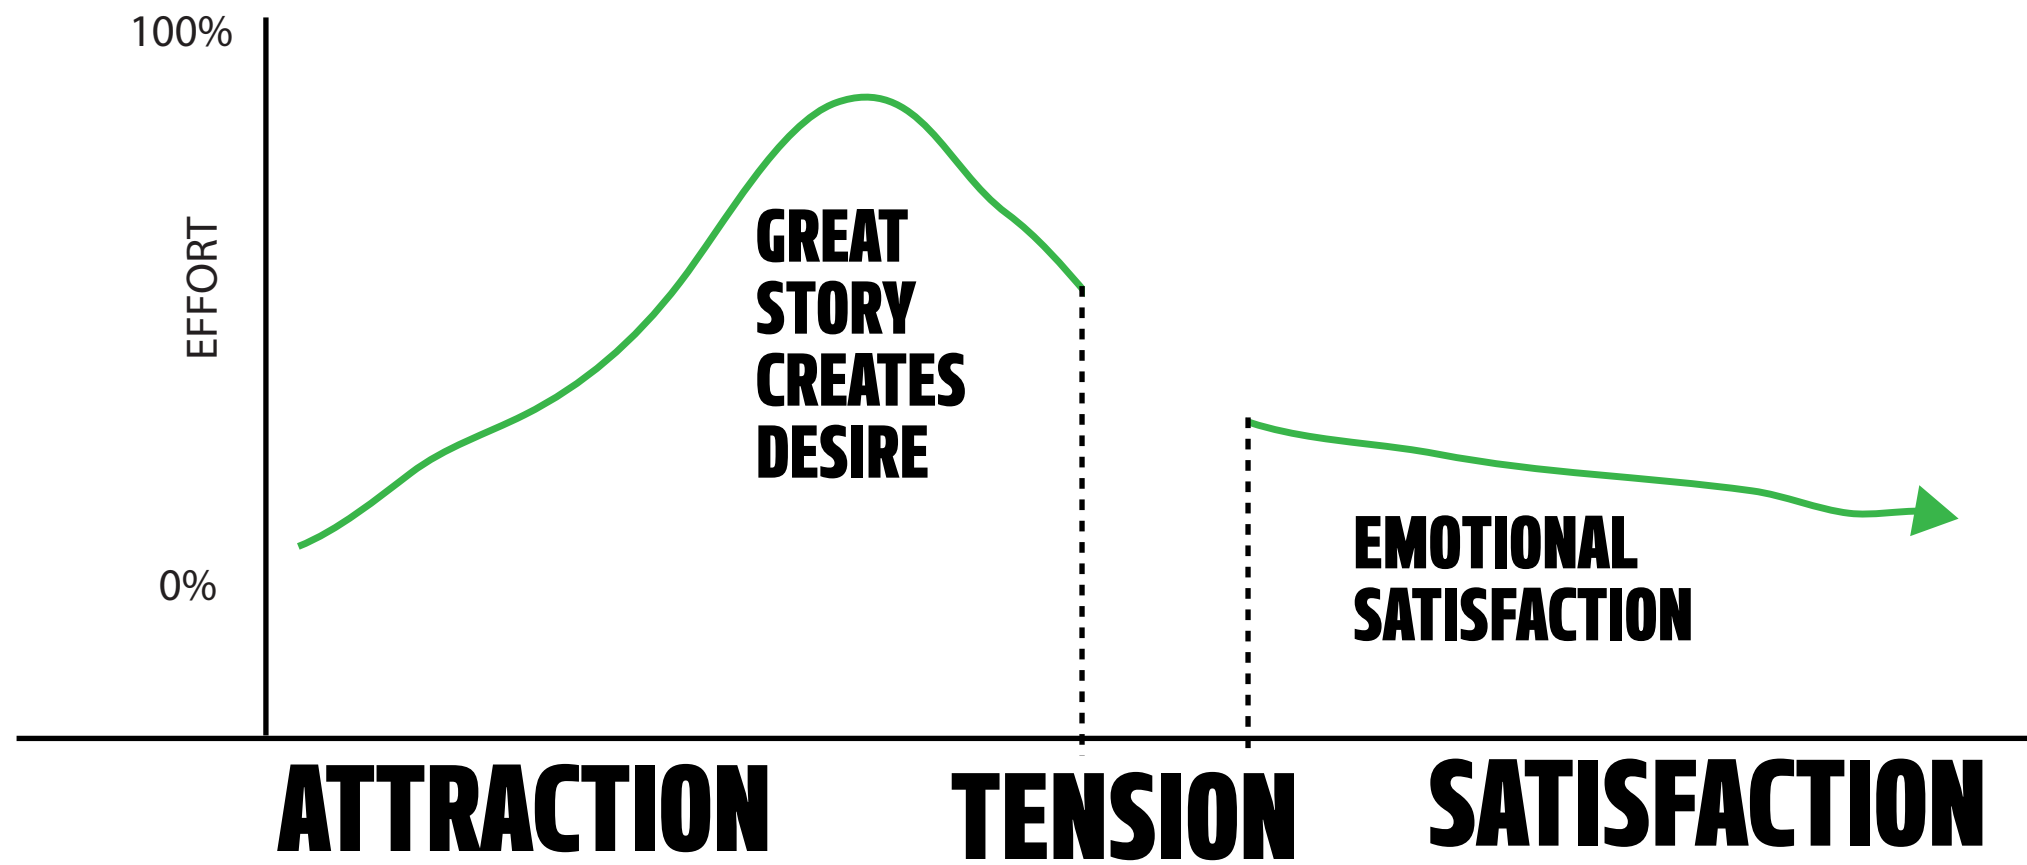 100%
EFFORT
0%
GREAT
STORY
CREATES
DESIRE
EMOTIONAL
SATISFACTION
ATTRACTION
TENSION
SATISFACTION